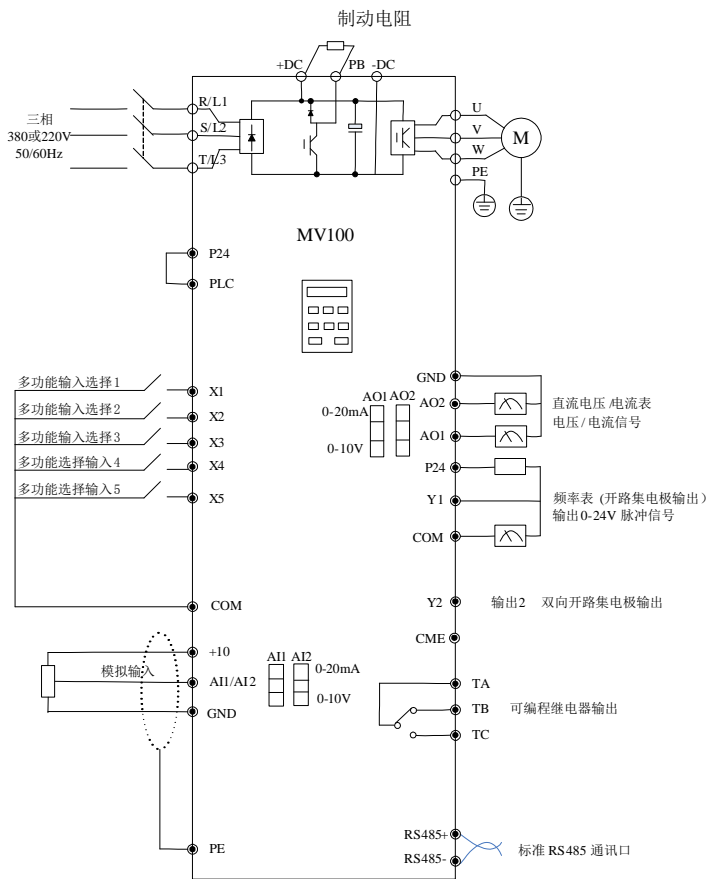 制动电阻
+DC
PB
-DC
R/L1
S/L2
T/L3
三相
380或220V
50/60Hz
U
V
W
PE
M
MV100
P24
PLC
多功能输入选择1
多功能输入选择2
多功能输入选择3
多功能选择输入4
多功能选择输入5
X1
X2
X3
X4
X5
COM
AO1 AO2
0-20mA
0-10V
GND
AO2
AO1
P24
Y1
COM
直流电压/电流表
电压/电流信号
频率表 (开路集电极输出）
输出0-24V 脉冲信号
Y2
输出2 双向开路集电极输出
CME
+10
模拟输入
AI1/AI2
GND
AI1 AI2
0-20mA
0-10V
TA
TB
TC
可编程继电器输出
PE
RS485+
RS485-
标准 RS485 通讯口